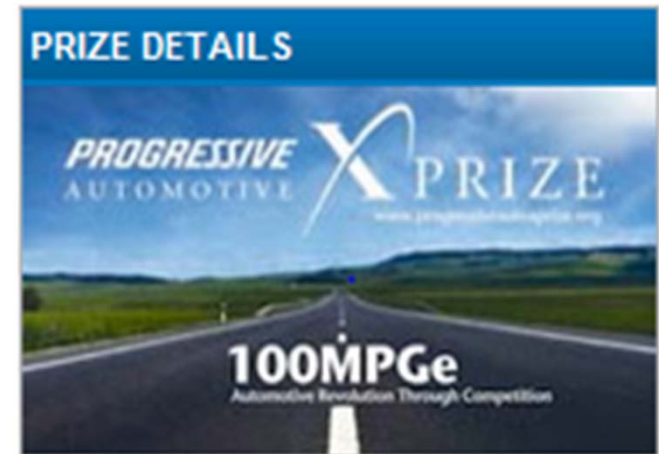 PRIZE DETAILS
PROGRESSIVE
AUTOMOTIVE
X PRIZE
www.progressiveautoxprize.org
100MPGe
Automotive Revolution Through Competition